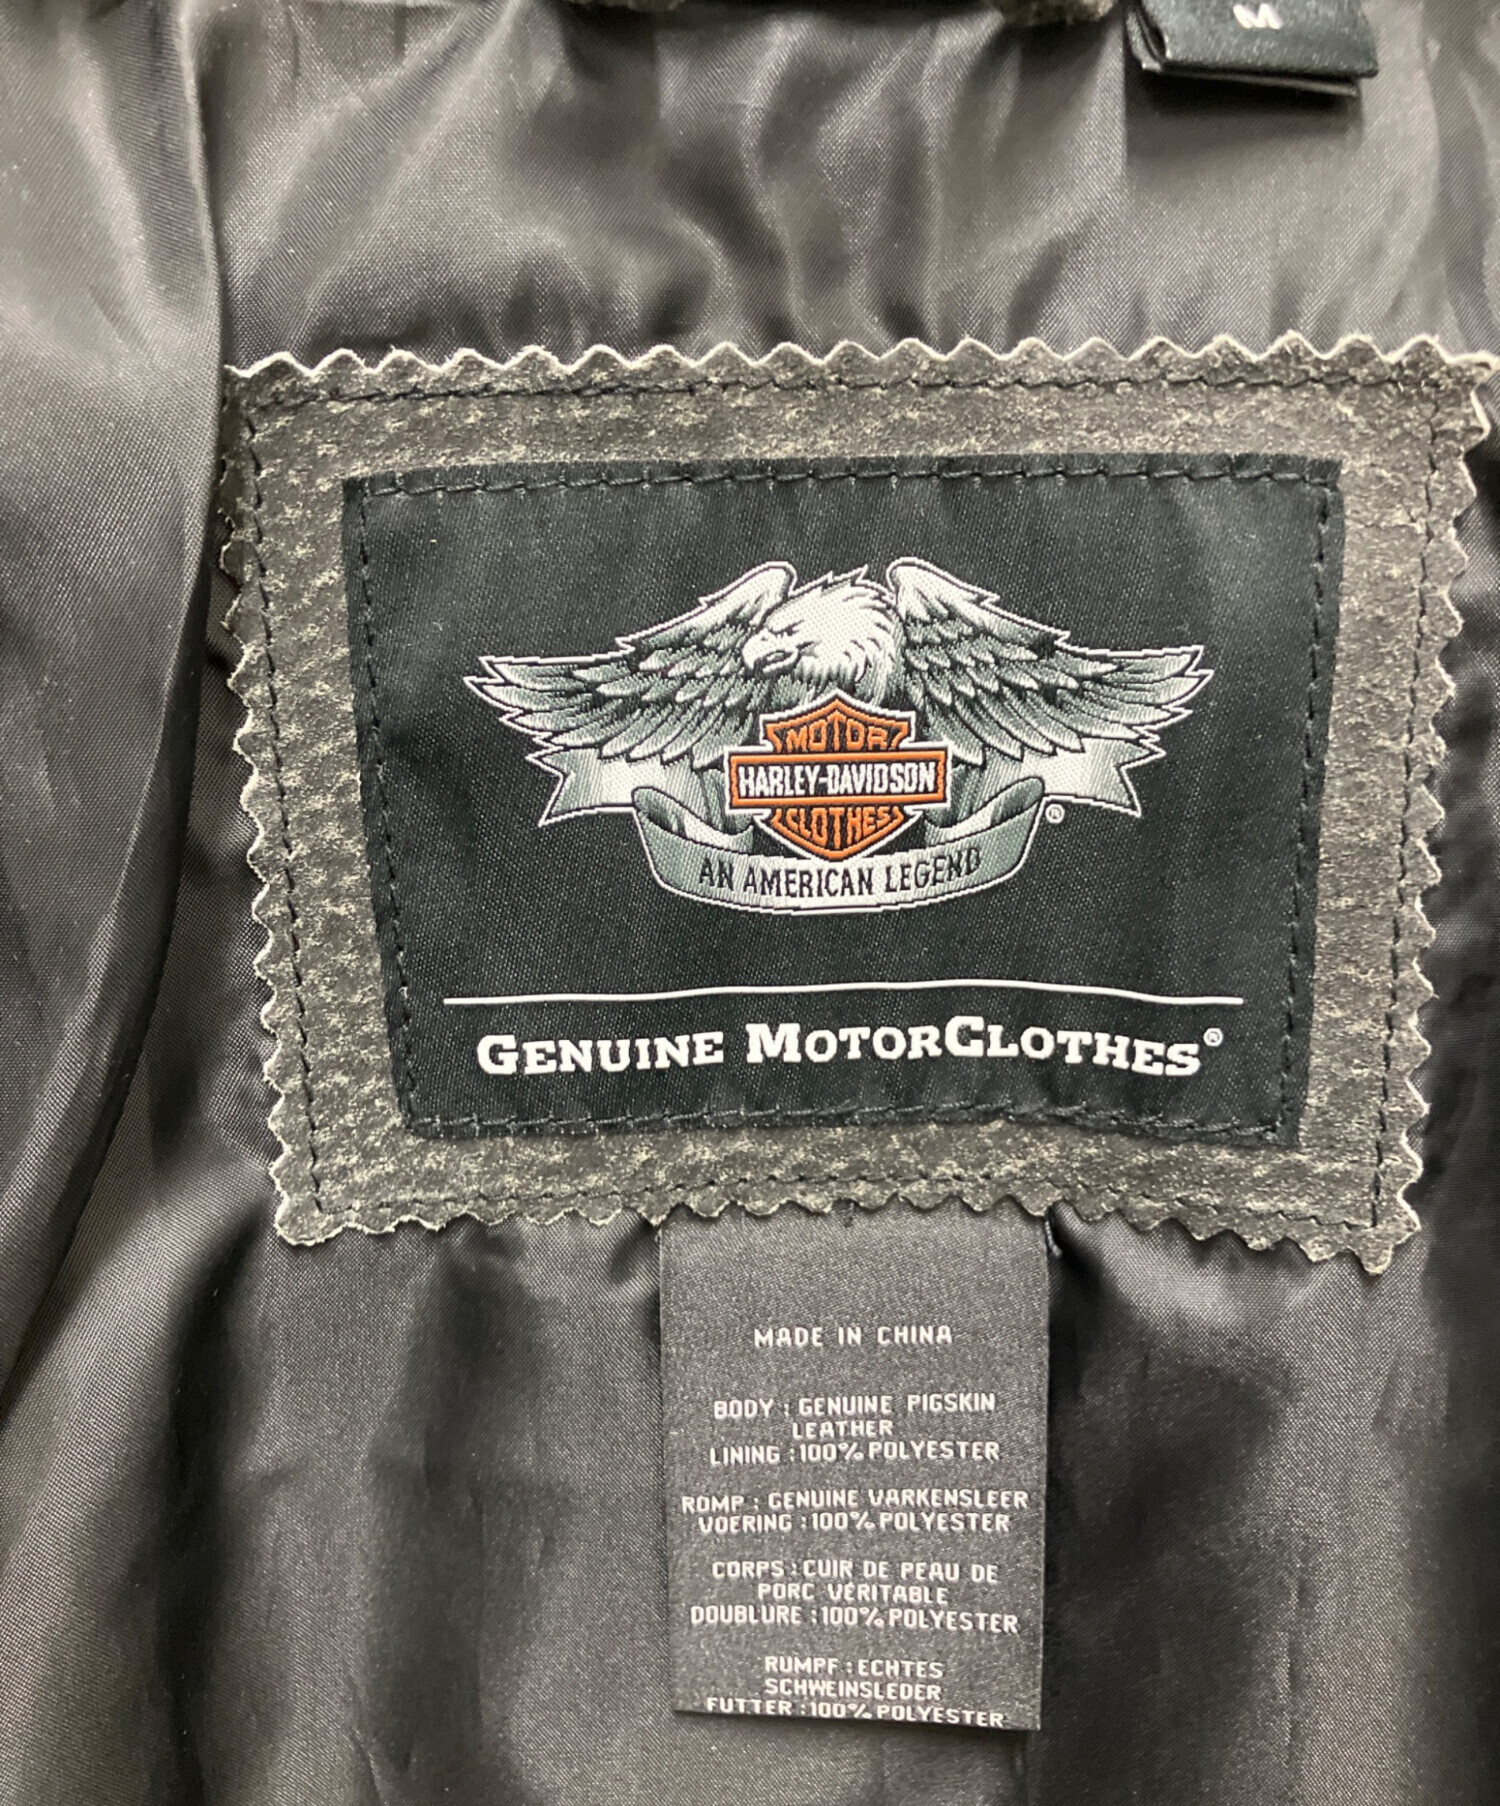 M
MOTOR
HARLEY-DAVIDSON
CLOTHES
®
AN AMERICAN LEGEND
GENUINE MOTORCLOTHES®
MADE IN CHINA
BODY : GENUINE PIGSKIN
LEATHER
LINING : 100% POLYESTER
ROMP : GENUINE VARKENSLEER
VOERING : 100% POLYESTER
CORPS : CUIR DE PEAU DE
PORC VÉRITABLE
DOUBLURE : 100% POLYESTER
RUMPF : ECHTES
SCHWEINSLEDER
FUTTER : 100% POLYESTER